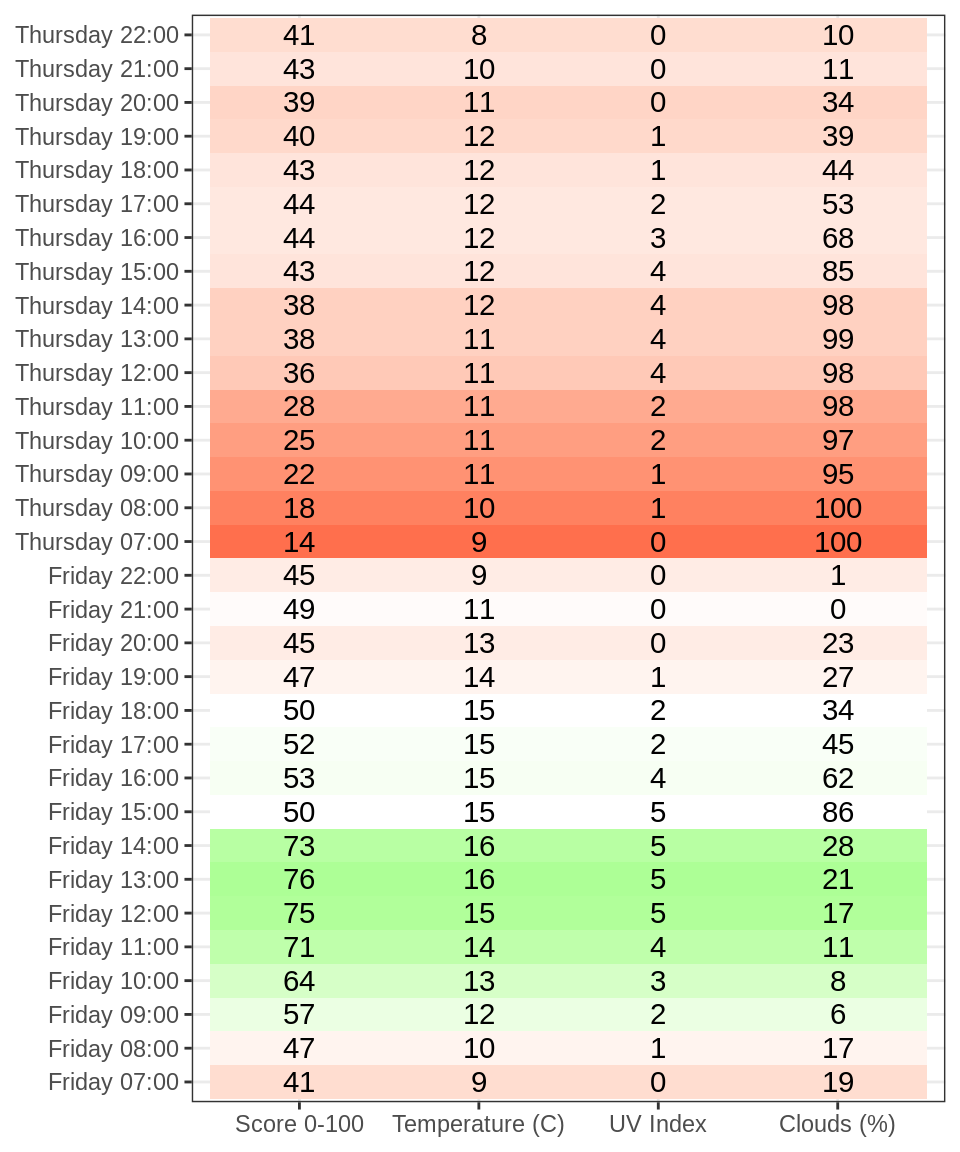 Thursday 22:00 41 8 0 10
Thursday 21:00 43 10 0 11
Thursday 20:00 39 11 0 34
Thursday 19:00 40 12 1 39
Thursday 18:00 43 12 1 44
Thursday 17:00 44 12 2 53
Thursday 16:00 44 12 3 68
Thursday 15:00 43 12 4 85
Thursday 14:00 38 12 4 98
Thursday 13:00 38 11 4 99
Thursday 12:00 36 11 4 98
Thursday 11:00 28 11 2 98
Thursday 10:00 25 11 2 97
Thursday 09:00 22 11 1 95
Thursday 08:00 18 10 1 100
Thursday 07:00 14 9 0 100
Friday 22:00 45 9 0 1
Friday 21:00 49 11 0 0
Friday 20:00 45 13 0 23
Friday 19:00 47 14 1 27
Friday 18:00 50 15 2 34
Friday 17:00 52 15 2 45
Friday 16:00 53 15 4 62
Friday 15:00 50 15 5 86
Friday 14:00 73 16 5 28
Friday 13:00 76 16 5 21
Friday 12:00 75 15 5 17
Friday 11:00 71 14 4 11
Friday 10:00 64 13 3 8
Friday 09:00 57 12 2 6
Friday 08:00 47 10 1 17
Friday 07:00 41 9 0 19
Score 0-100 Temperature (C) UV Index Clouds (%)